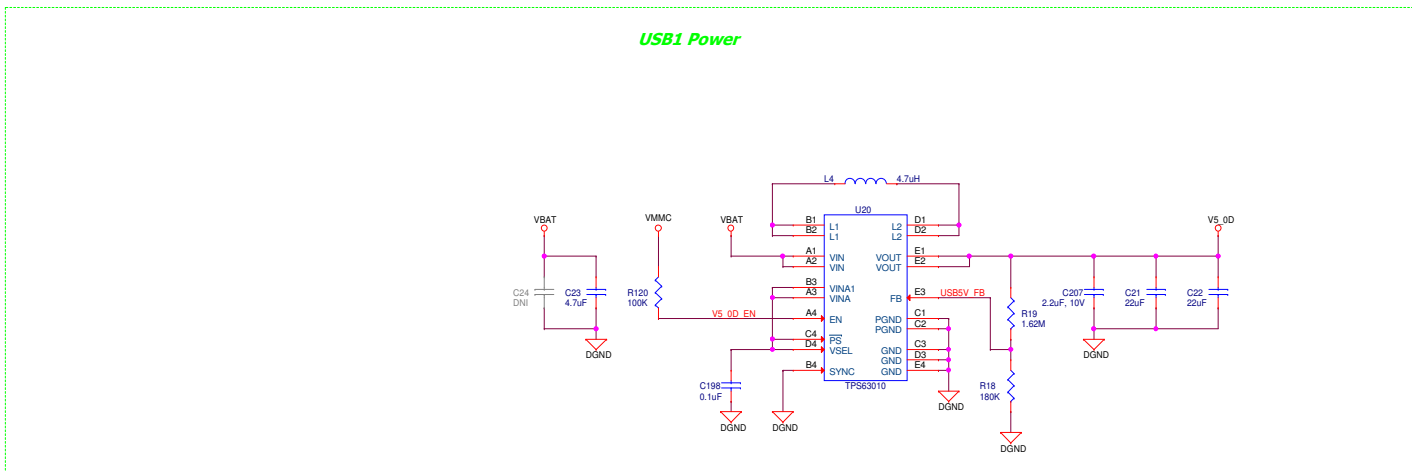 USB1 Power
L4 4.7uH
U20
VBAT VMMC VBAT V5_0D
B1 L1 L2 D1
B2 L1 L2 D2
A1 VIN VOUT E1
A2 VIN VOUT E2
C24
DNI
C23
4.7uF
R120
100K
B3 VINA1
A3 VINA FB E3 USB5V_FB
V5_0D_EN A4 EN PGND C1
PGND C2
C4 PS
D4 VSEL GND C3
GND D3
B4 SYNC GND E4
TPS63010
R19
1.62M
C207
2.2uF, 10V
C21
22uF
C22
22uF
DGND
DGND
C198
0.1uF
R18
180K
DGND
DGND
DGND
DGND